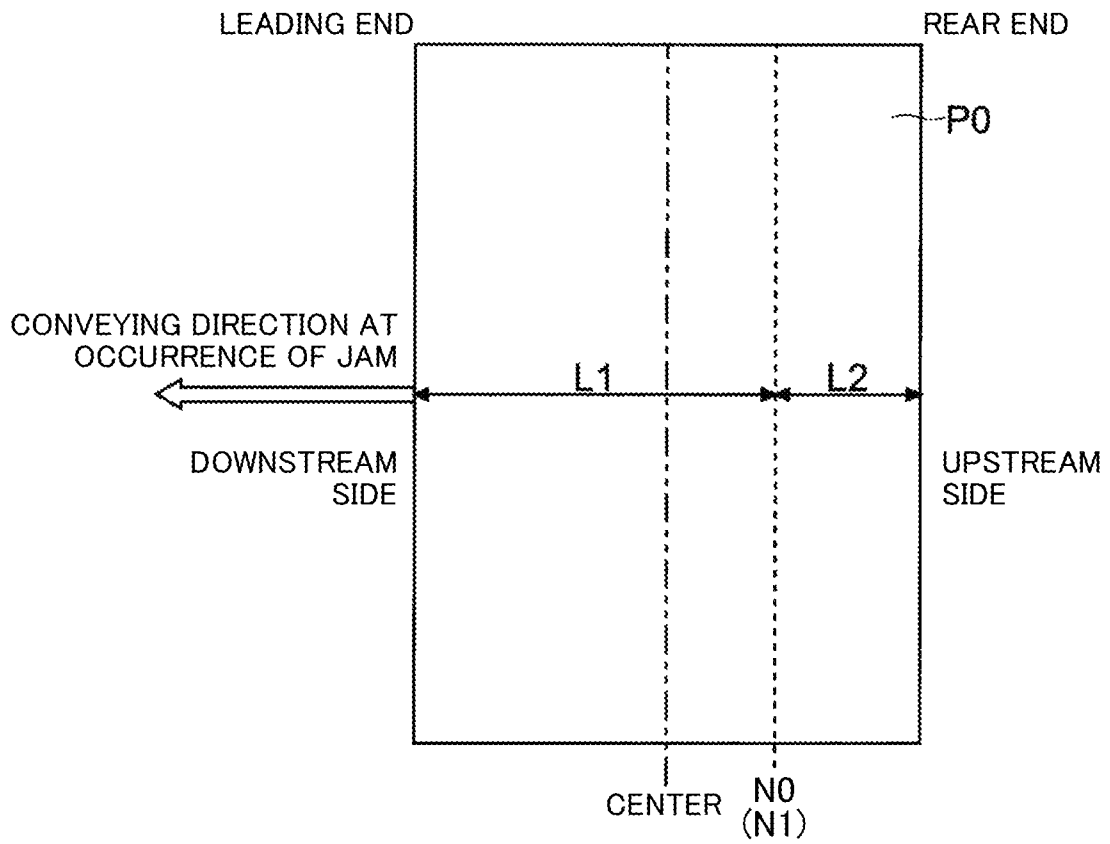 LEADING END
REAR END
P0
CONVEYING DIRECTION AT
OCCURRENCE OF JAM
L1
L2
DOWNSTREAM
SIDE
UPSTREAM
SIDE
CENTER
N0
(N1)